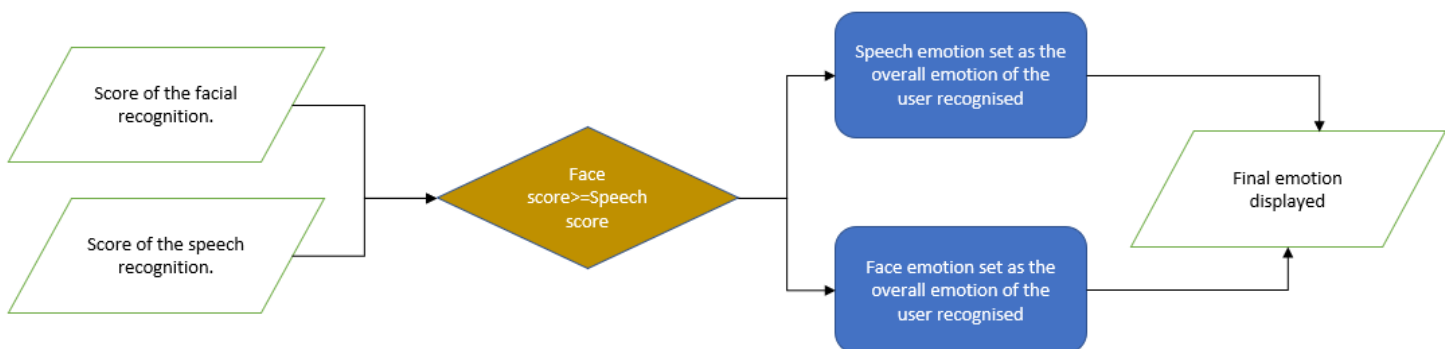 Score of the facial
recognition.
Score of the speech
recognition.
Face
score>=Speech
score
Speech emotion set as the
overall emotion of the
user recognised
Face emotion set as the
overall emotion of the
user recognised
Final emotion
displayed